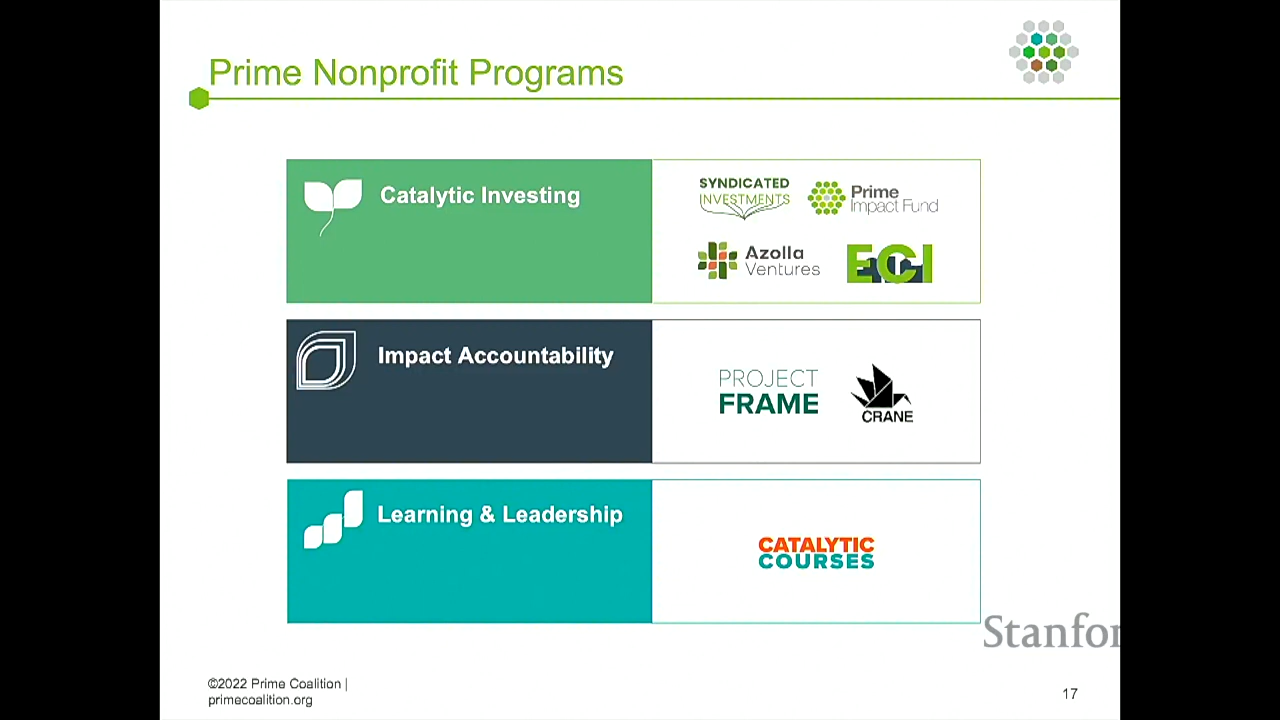 Prime Nonprofit Programs
Catalytic Investing
SYNDICATED
INVESTMENTS
Prime
Impact Fund
Azolla
Ventures
ECI
Impact Accountability
PROJECT
FRAME
CRANE
Learning & Leadership
CATALYTIC
COURSES
Stanfor
©2022 Prime Coalition |
primecoalition.org
17